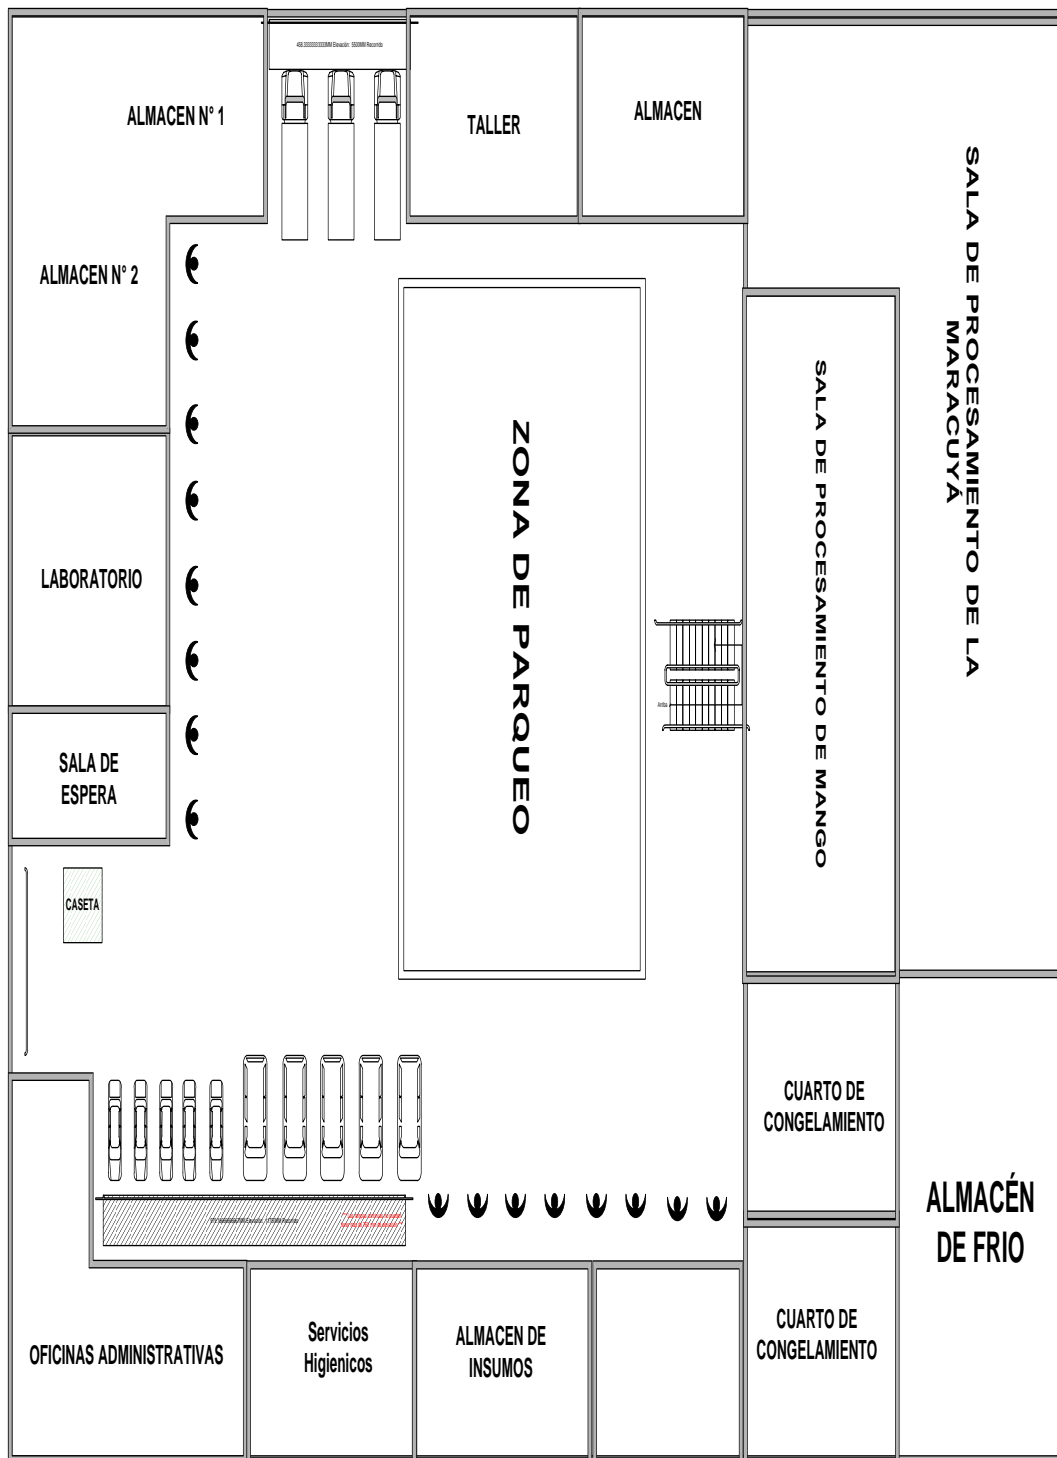 ALMACEN N° 1
TALLER
ALMACEN
ALMACEN N° 2
SALA DE PROCESAMIENTO DE LA
MARACUYÁ
SALA DE PROCESAMIENTO DE MANGO
ZONA DE PARQUEO
LABORATORIO
SALA DE
ESPERA
Arriba
CASETA
CUARTO DE
CONGELAMIENTO
ALMACÉN
DE FRIO
OFICINAS ADMINISTRATIVAS
Servicios
Higienicos
ALMACEN DE
INSUMOS
CUARTO DE
CONGELAMIENTO